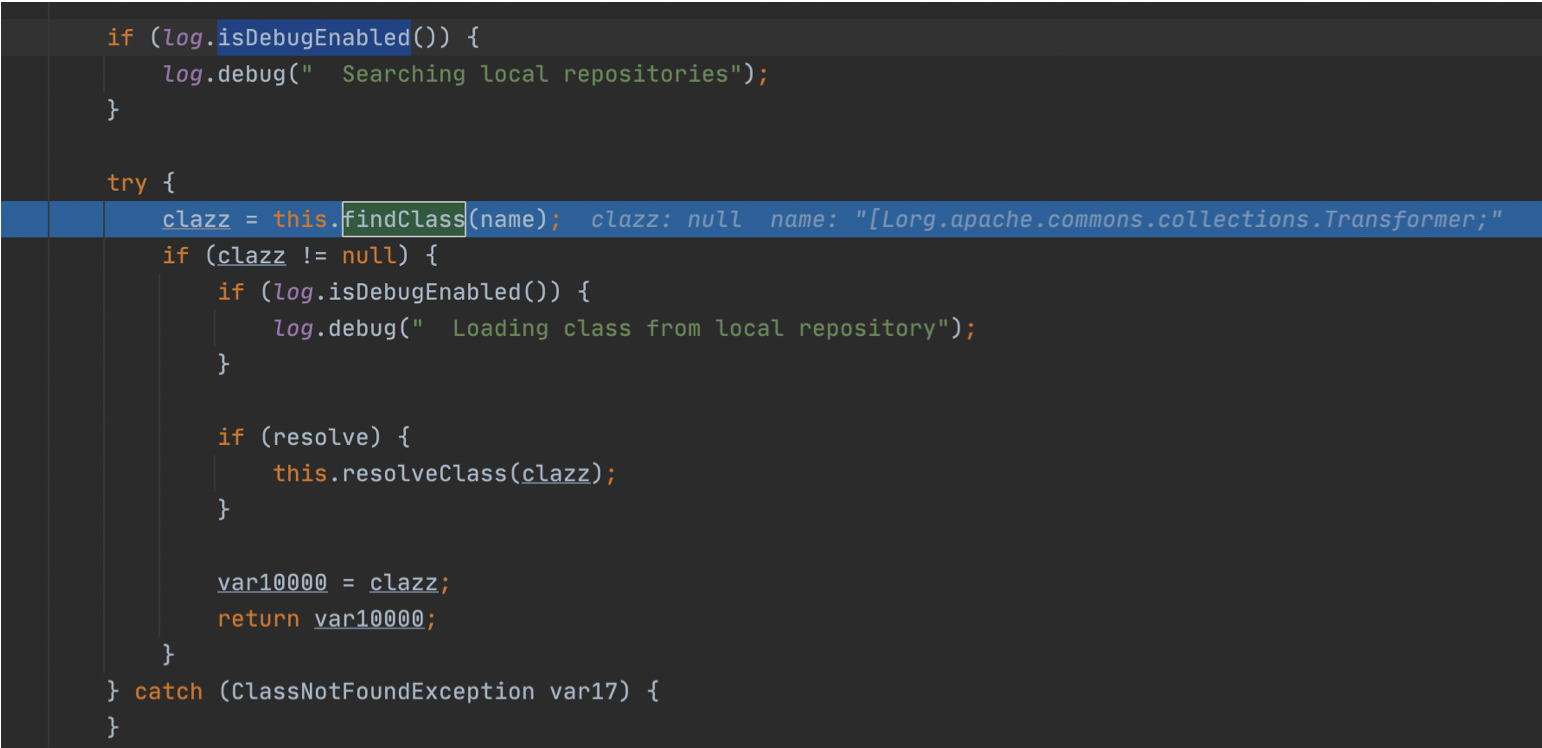 if (log.isDebugEnabled()) {
    log.debug("  Searching local repositories");
}
try {
    clazz = this.findClass(name);  clazz: null  name: "[Lorg.apache.commons.collections.Transformer;"
    if (clazz != null) {
        if (log.isDebugEnabled()) {
            log.debug("  Loading class from local repository");
        }
        if (resolve) {
            this.resolveClass(clazz);
        }
        var10000 = clazz;
        return var10000;
    }
} catch (ClassNotFoundException var17) {
}